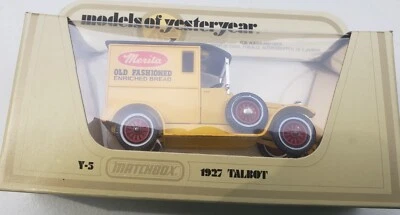 models of yesteryear
Merita
OLD FASHIONED
ENRICHED BREAD
Y-5
MATCHBOX
1927 TALBOT